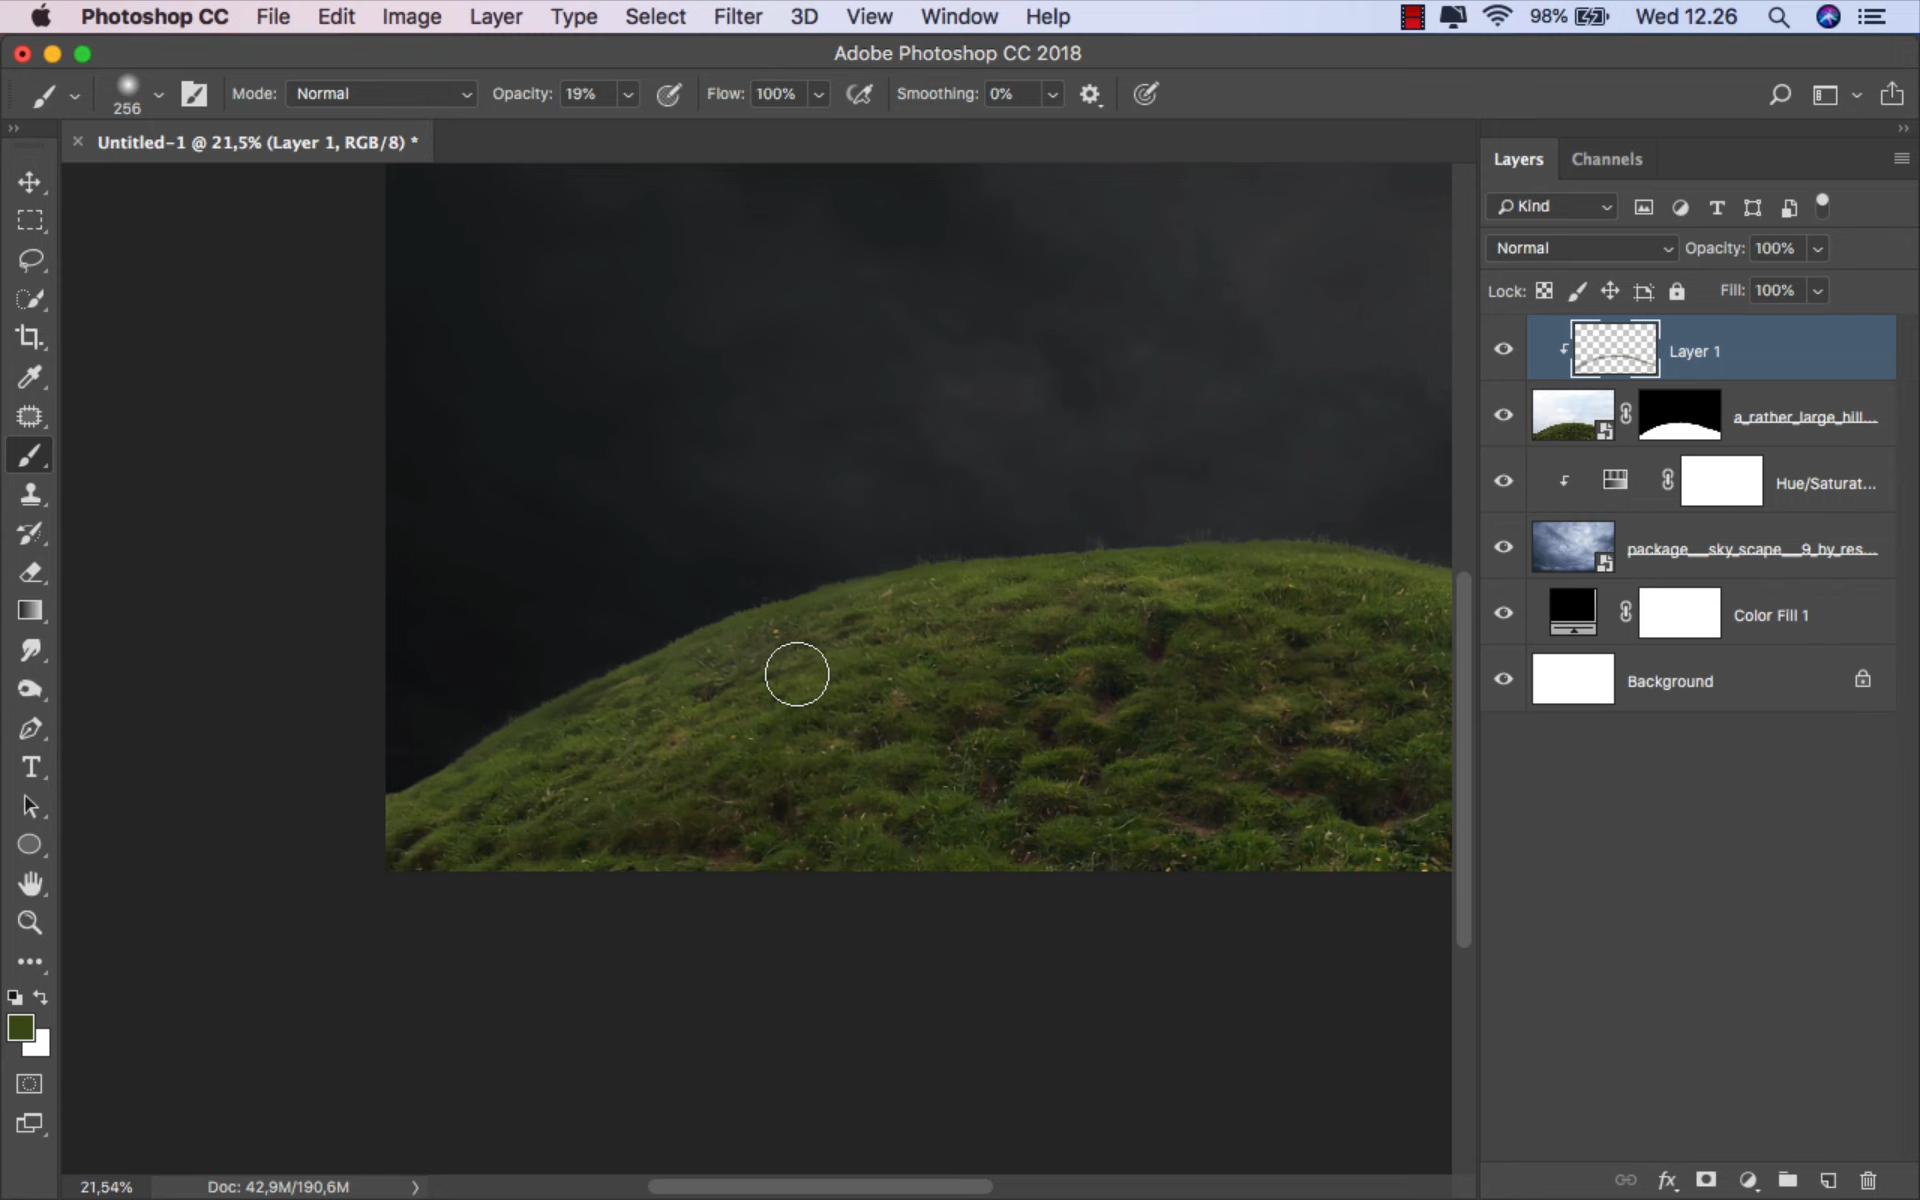 Photoshop CC File Edit Image Layer Type Select Filter 3D View Window Help 98% Wed 12.26
Adobe Photoshop CC 2018
256 Mode: Normal Opacity: 19% Flow: 100% Smoothing: 0%
Untitled-1 @ 21,5% (Layer 1, RGB/8) *
Layers Channels
Kind
Normal Opacity: 100%
Lock: Fill: 100%
Layer 1
a_rather_large_hill...
Hue/Saturat...
package__sky_scape__9_by_res...
Color Fill 1
Background
21,54% Doc: 42,9M/190,6M